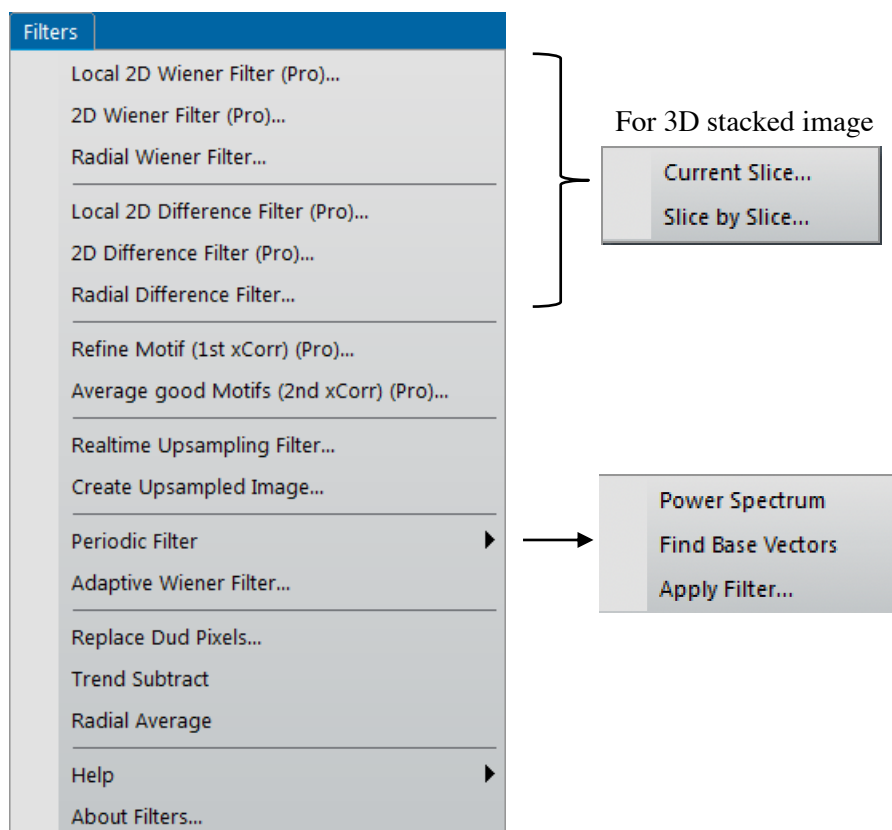 Filters
Local 2D Wiener Filter (Pro)...
2D Wiener Filter (Pro)...
Radial Wiener Filter...
Local 2D Difference Filter (Pro)...
2D Difference Filter (Pro)...
Radial Difference Filter...
Refine Motif (1st xCorr) (Pro)...
Average good Motifs (2nd xCorr) (Pro)...
Realtime Upsampling Filter...
Create Upsampled Image...
Periodic Filter
Adaptive Wiener Filter...
Replace Dud Pixels...
Trend Subtract
Radial Average
Help
About Filters...
For 3D stacked image
Current Slice...
Slice by Slice...
Power Spectrum
Find Base Vectors
Apply Filter...